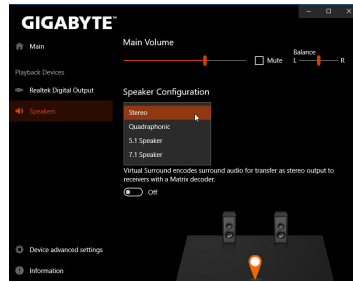 GIGABYTE™
Main
Main Volume
Mute
Balance
L
R
Playback Devices
Realtek Digital Output
Speakers
Speaker Configuration
Stereo
Quadraphonic
5.1 Speaker
7.1 Speaker
Virtual Surround encodes surround audio for transfer as stereo output to
receivers with a Matrix decoder.
Off
Device advanced settings
Information